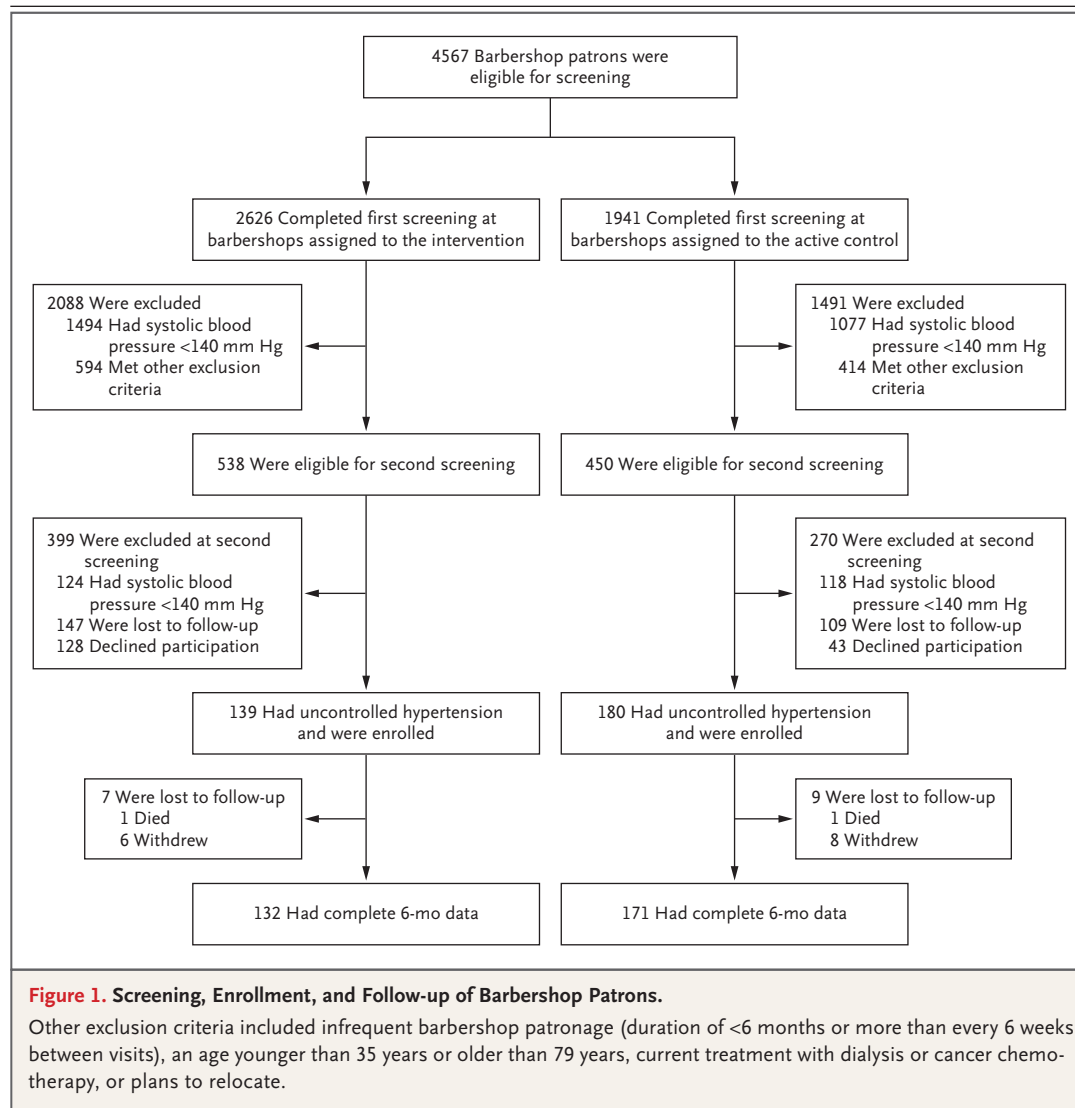 4567 Barbershop patrons were
eligible for screening
2626 Completed first screening at
barbershops assigned to the intervention
1941 Completed first screening at
barbershops assigned to the active control
2088 Were excluded
1494 Had systolic blood
pressure <140 mm Hg
594 Met other exclusion
criteria
1491 Were excluded
1077 Had systolic blood
pressure <140 mm Hg
414 Met other exclusion
criteria
538 Were eligible for second screening
450 Were eligible for second screening
399 Were excluded at second
screening
124 Had systolic blood
pressure <140 mm Hg
147 Were lost to follow-up
128 Declined participation
270 Were excluded at second
screening
118 Had systolic blood
pressure <140 mm Hg
109 Were lost to follow-up
43 Declined participation
139 Had uncontrolled hypertension
and were enrolled
180 Had uncontrolled hypertension
and were enrolled
7 Were lost to follow-up
1 Died
6 Withdrew
9 Were lost to follow-up
1 Died
8 Withdrew
132 Had complete 6-mo data
171 Had complete 6-mo data
Figure 1. Screening, Enrollment, and Follow-up of Barbershop Patrons.
Other exclusion criteria included infrequent barbershop patronage (duration of <6 months or more than every 6 weeks
between visits), an age younger than 35 years or older than 79 years, current treatment with dialysis or cancer chemo-
therapy, or plans to relocate.